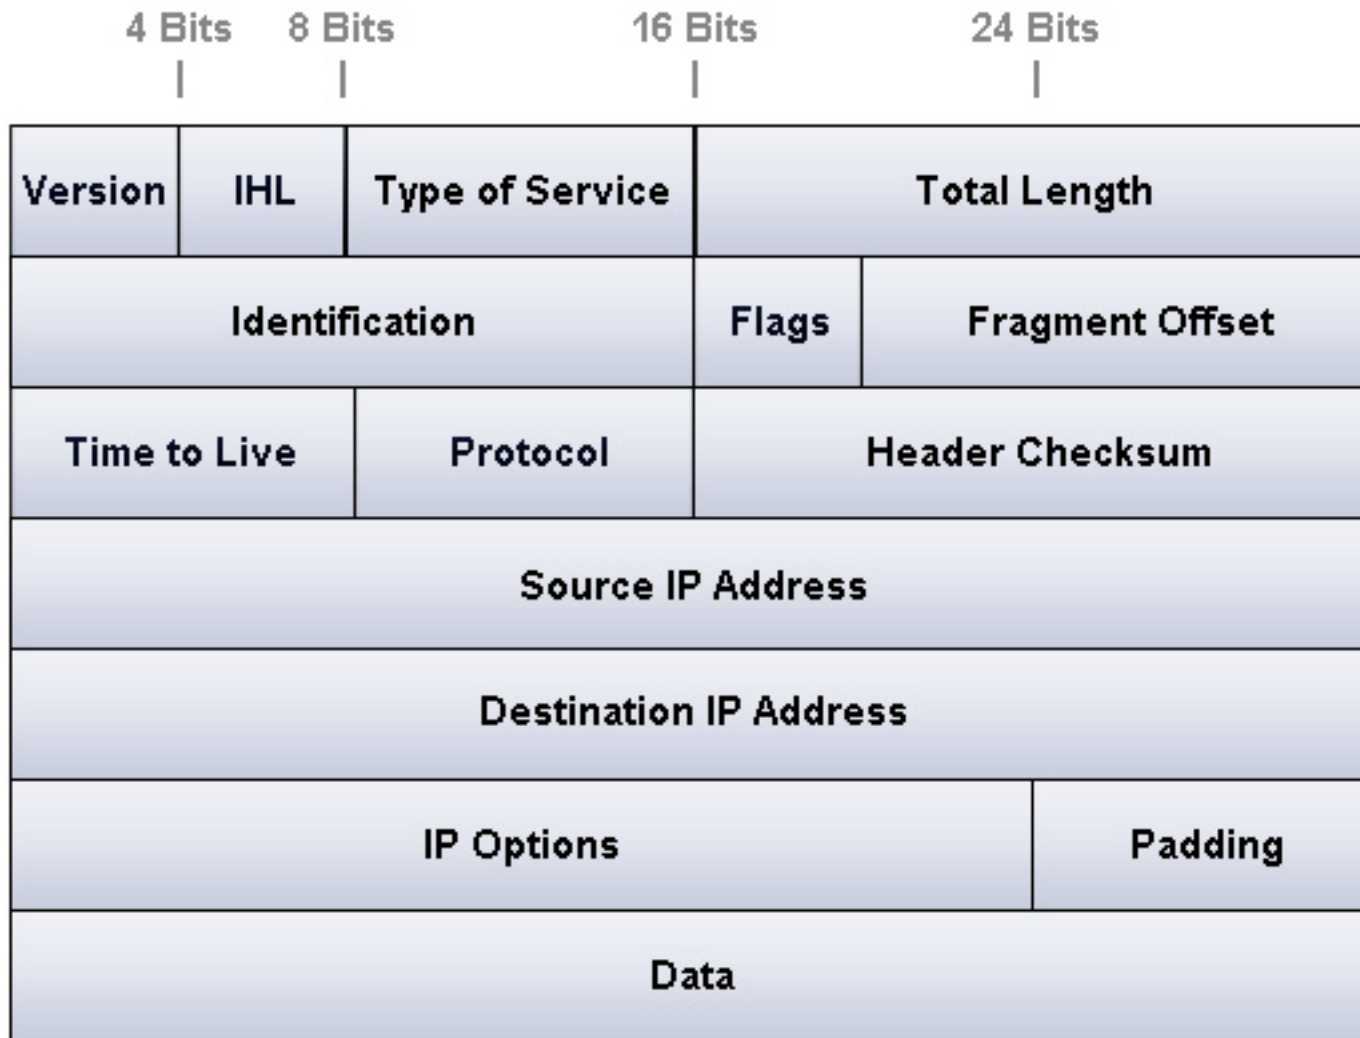 4 Bits 8 Bits 16 Bits 24 Bits
Version IHL Type of Service Total Length
Identification Flags Fragment Offset
Time to Live Protocol Header Checksum
Source IP Address
Destination IP Address
IP Options Padding
Data